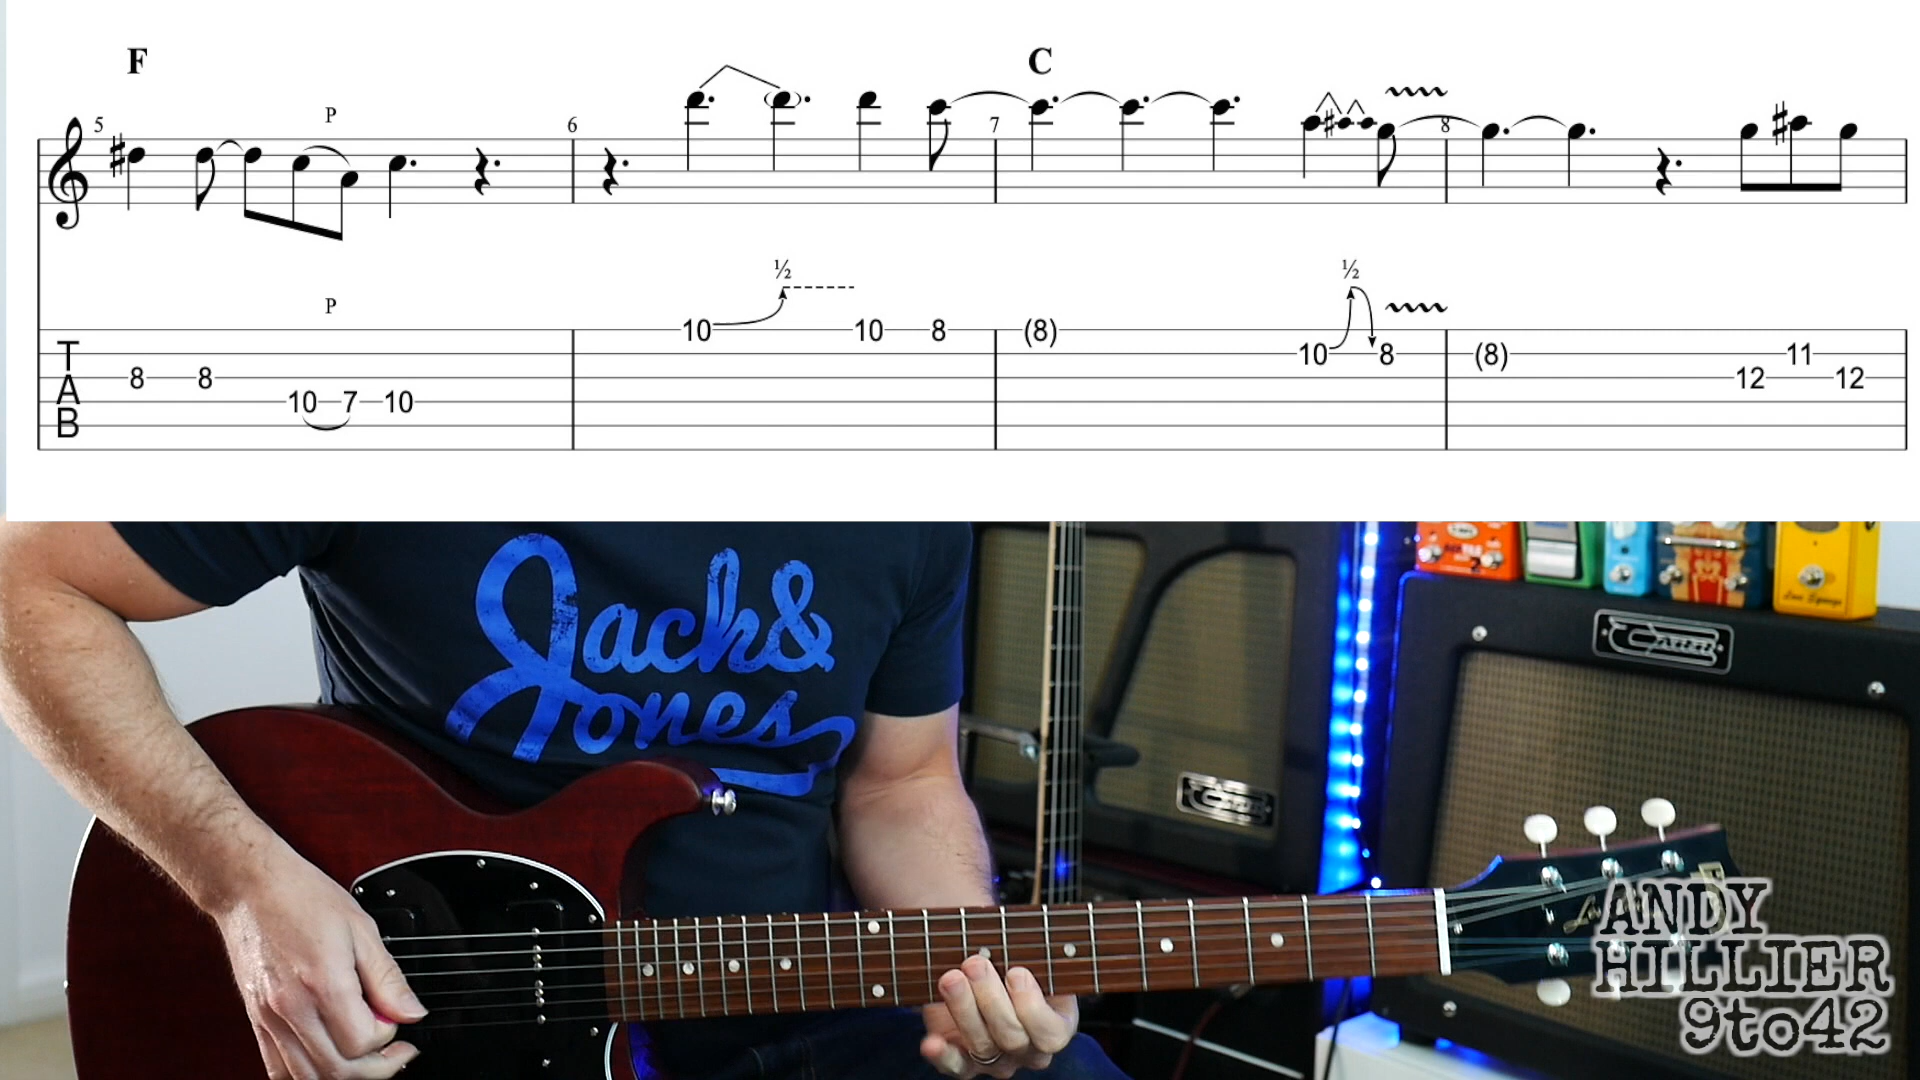 F C
5 P 6 7 8
½ ½
P
10 10 8 (8)
T 10 8 (8) 11
8 8 12 12
A 10 7 10
B
Jack&
Jones
ANDY
HILLIER
9to42